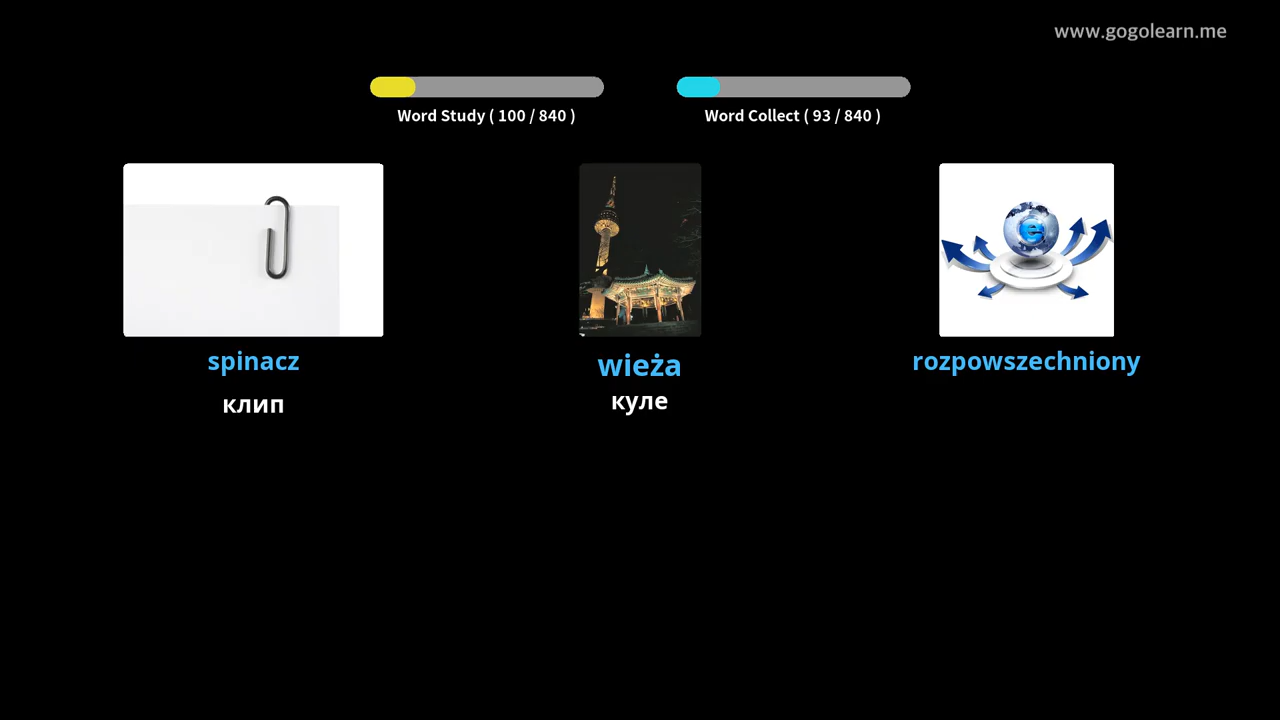 www.gogolearn.me
Word Study ( 100 / 840 )
Word Collect ( 93 / 840 )
spinacz
wieża
rozpowszechniony
клип
куле